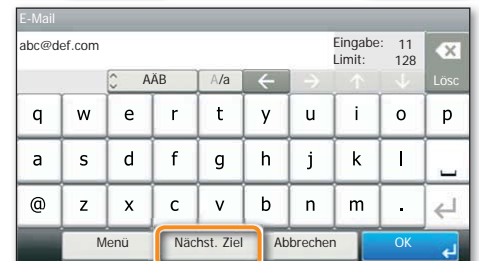 E-Mail
abc@def.com Eingabe: 11
Limit: 128
AÄB A/a ← → ↑ ↓ Lösc
q w e r t y u i o p
a s d f g h j k l
@ z x c v b n m .
Menü Nächst. Ziel Abbrechen OK